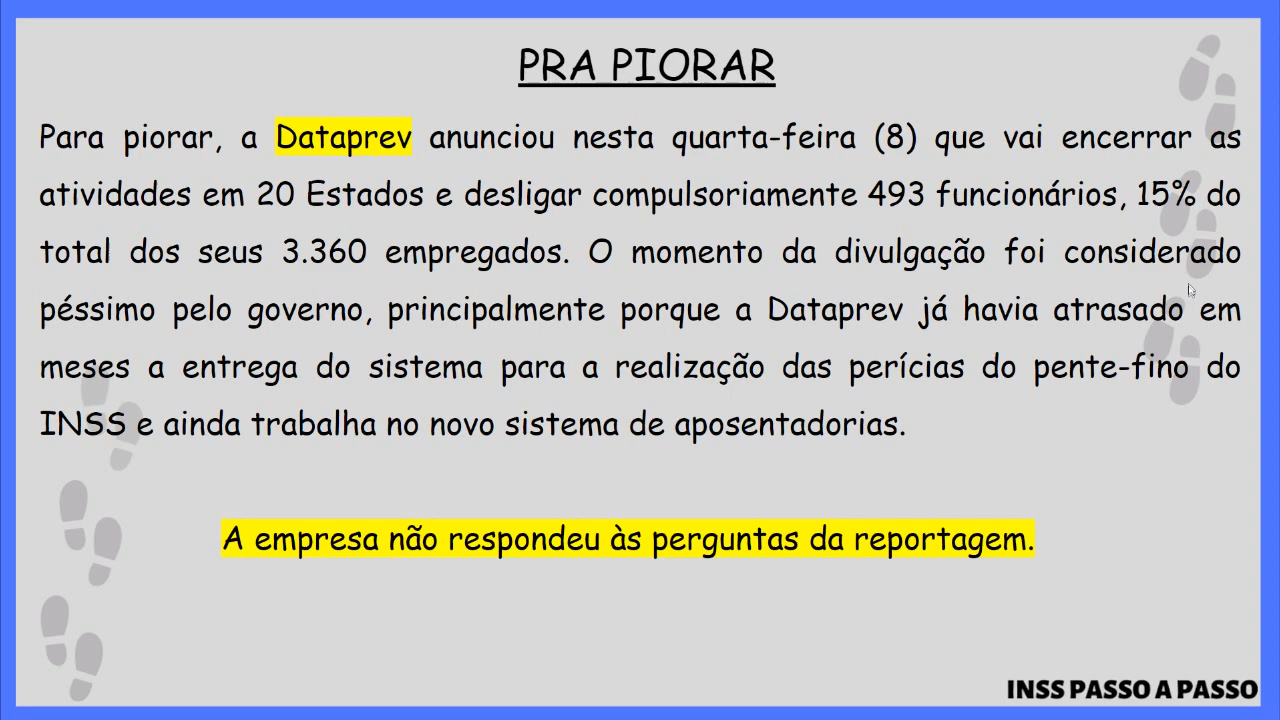 PRA PIORAR
Para piorar, a Dataprev anunciou nesta quarta-feira (8) que vai encerrar as
atividades em 20 Estados e desligar compulsoriamente 493 funcionários, 15% do
total dos seus 3.360 empregados. O momento da divulgação foi considerado
péssimo pelo governo, principalmente porque a Dataprev já havia atrasado em
meses a entrega do sistema para a realização das perícias do pente-fino do
INSS e ainda trabalha no novo sistema de aposentadorias.
A empresa não respondeu às perguntas da reportagem.
INSS PASSO A PASSO